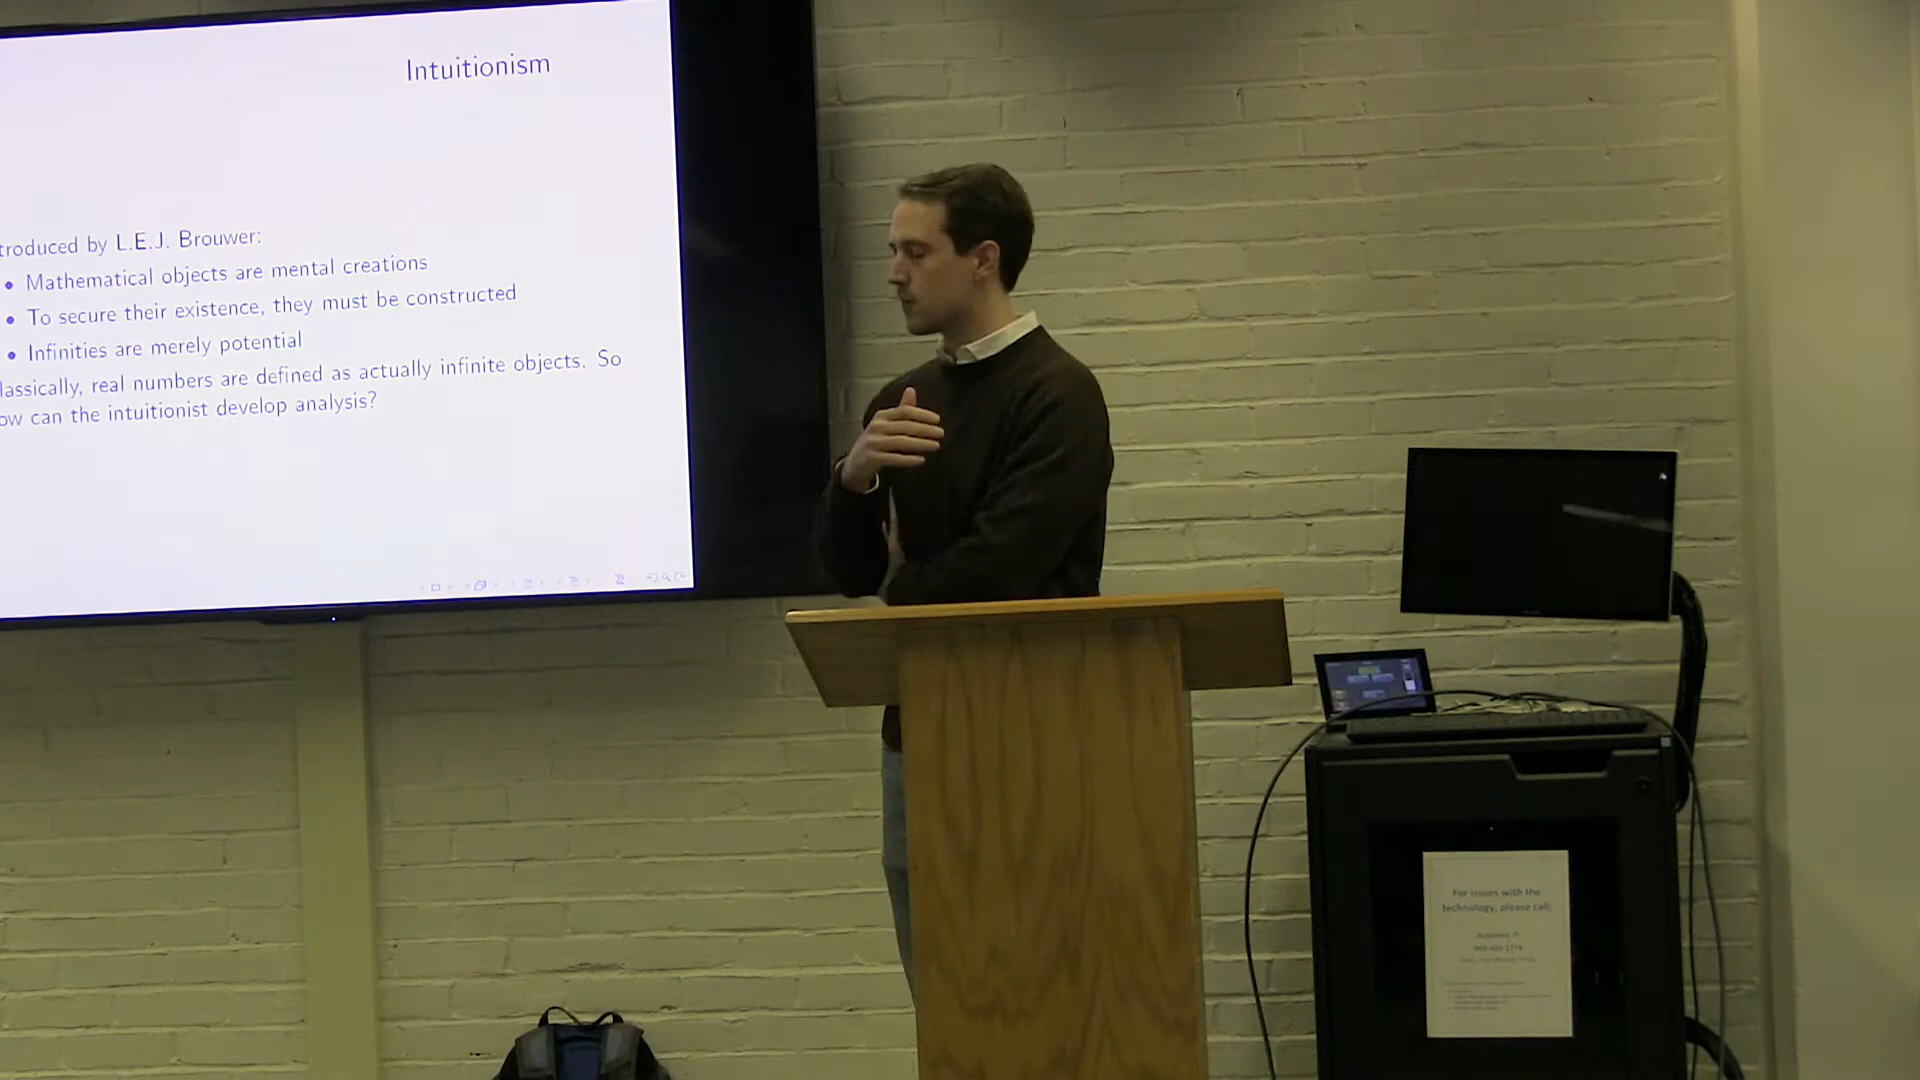 Intuitionism
troduced by L.E.J. Brouwer:
• Mathematical objects are mental creations
• To secure their existence, they must be constructed
• Infinities are merely potential
lassically, real numbers are defined as actually infinite objects. So
ow can the intuitionist develop analysis?
For issues with the
technology, please call:
Academic IT